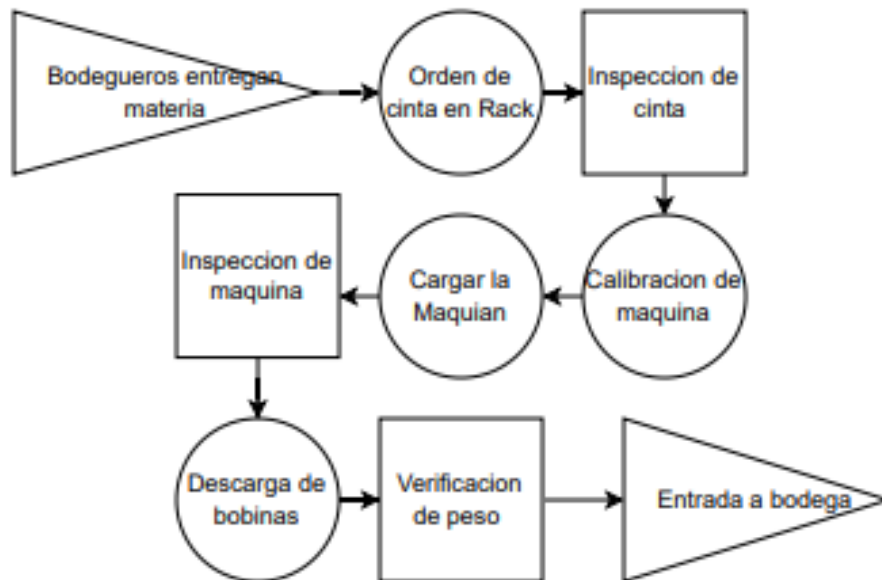 Bodegueros entregan
materia
Orden de
cinta en Rack
Inspeccion de
cinta
Calibracion de
maquina
Cargar la
Maquian
Inspeccion de
maquina
Descarga de
bobinas
Verificacion
de peso
Entrada a bodega